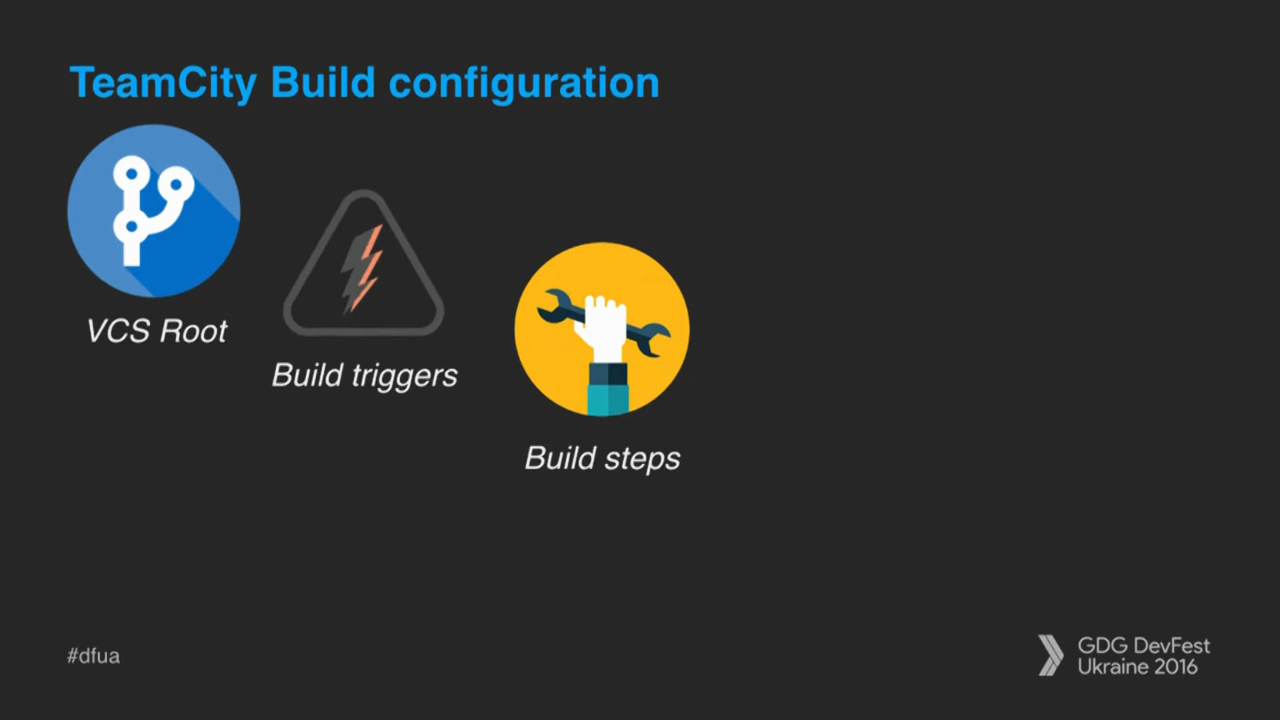 TeamCity Build configuration
VCS Root
Build triggers
Build steps
#dfua
GDG DevFest
Ukraine 2016